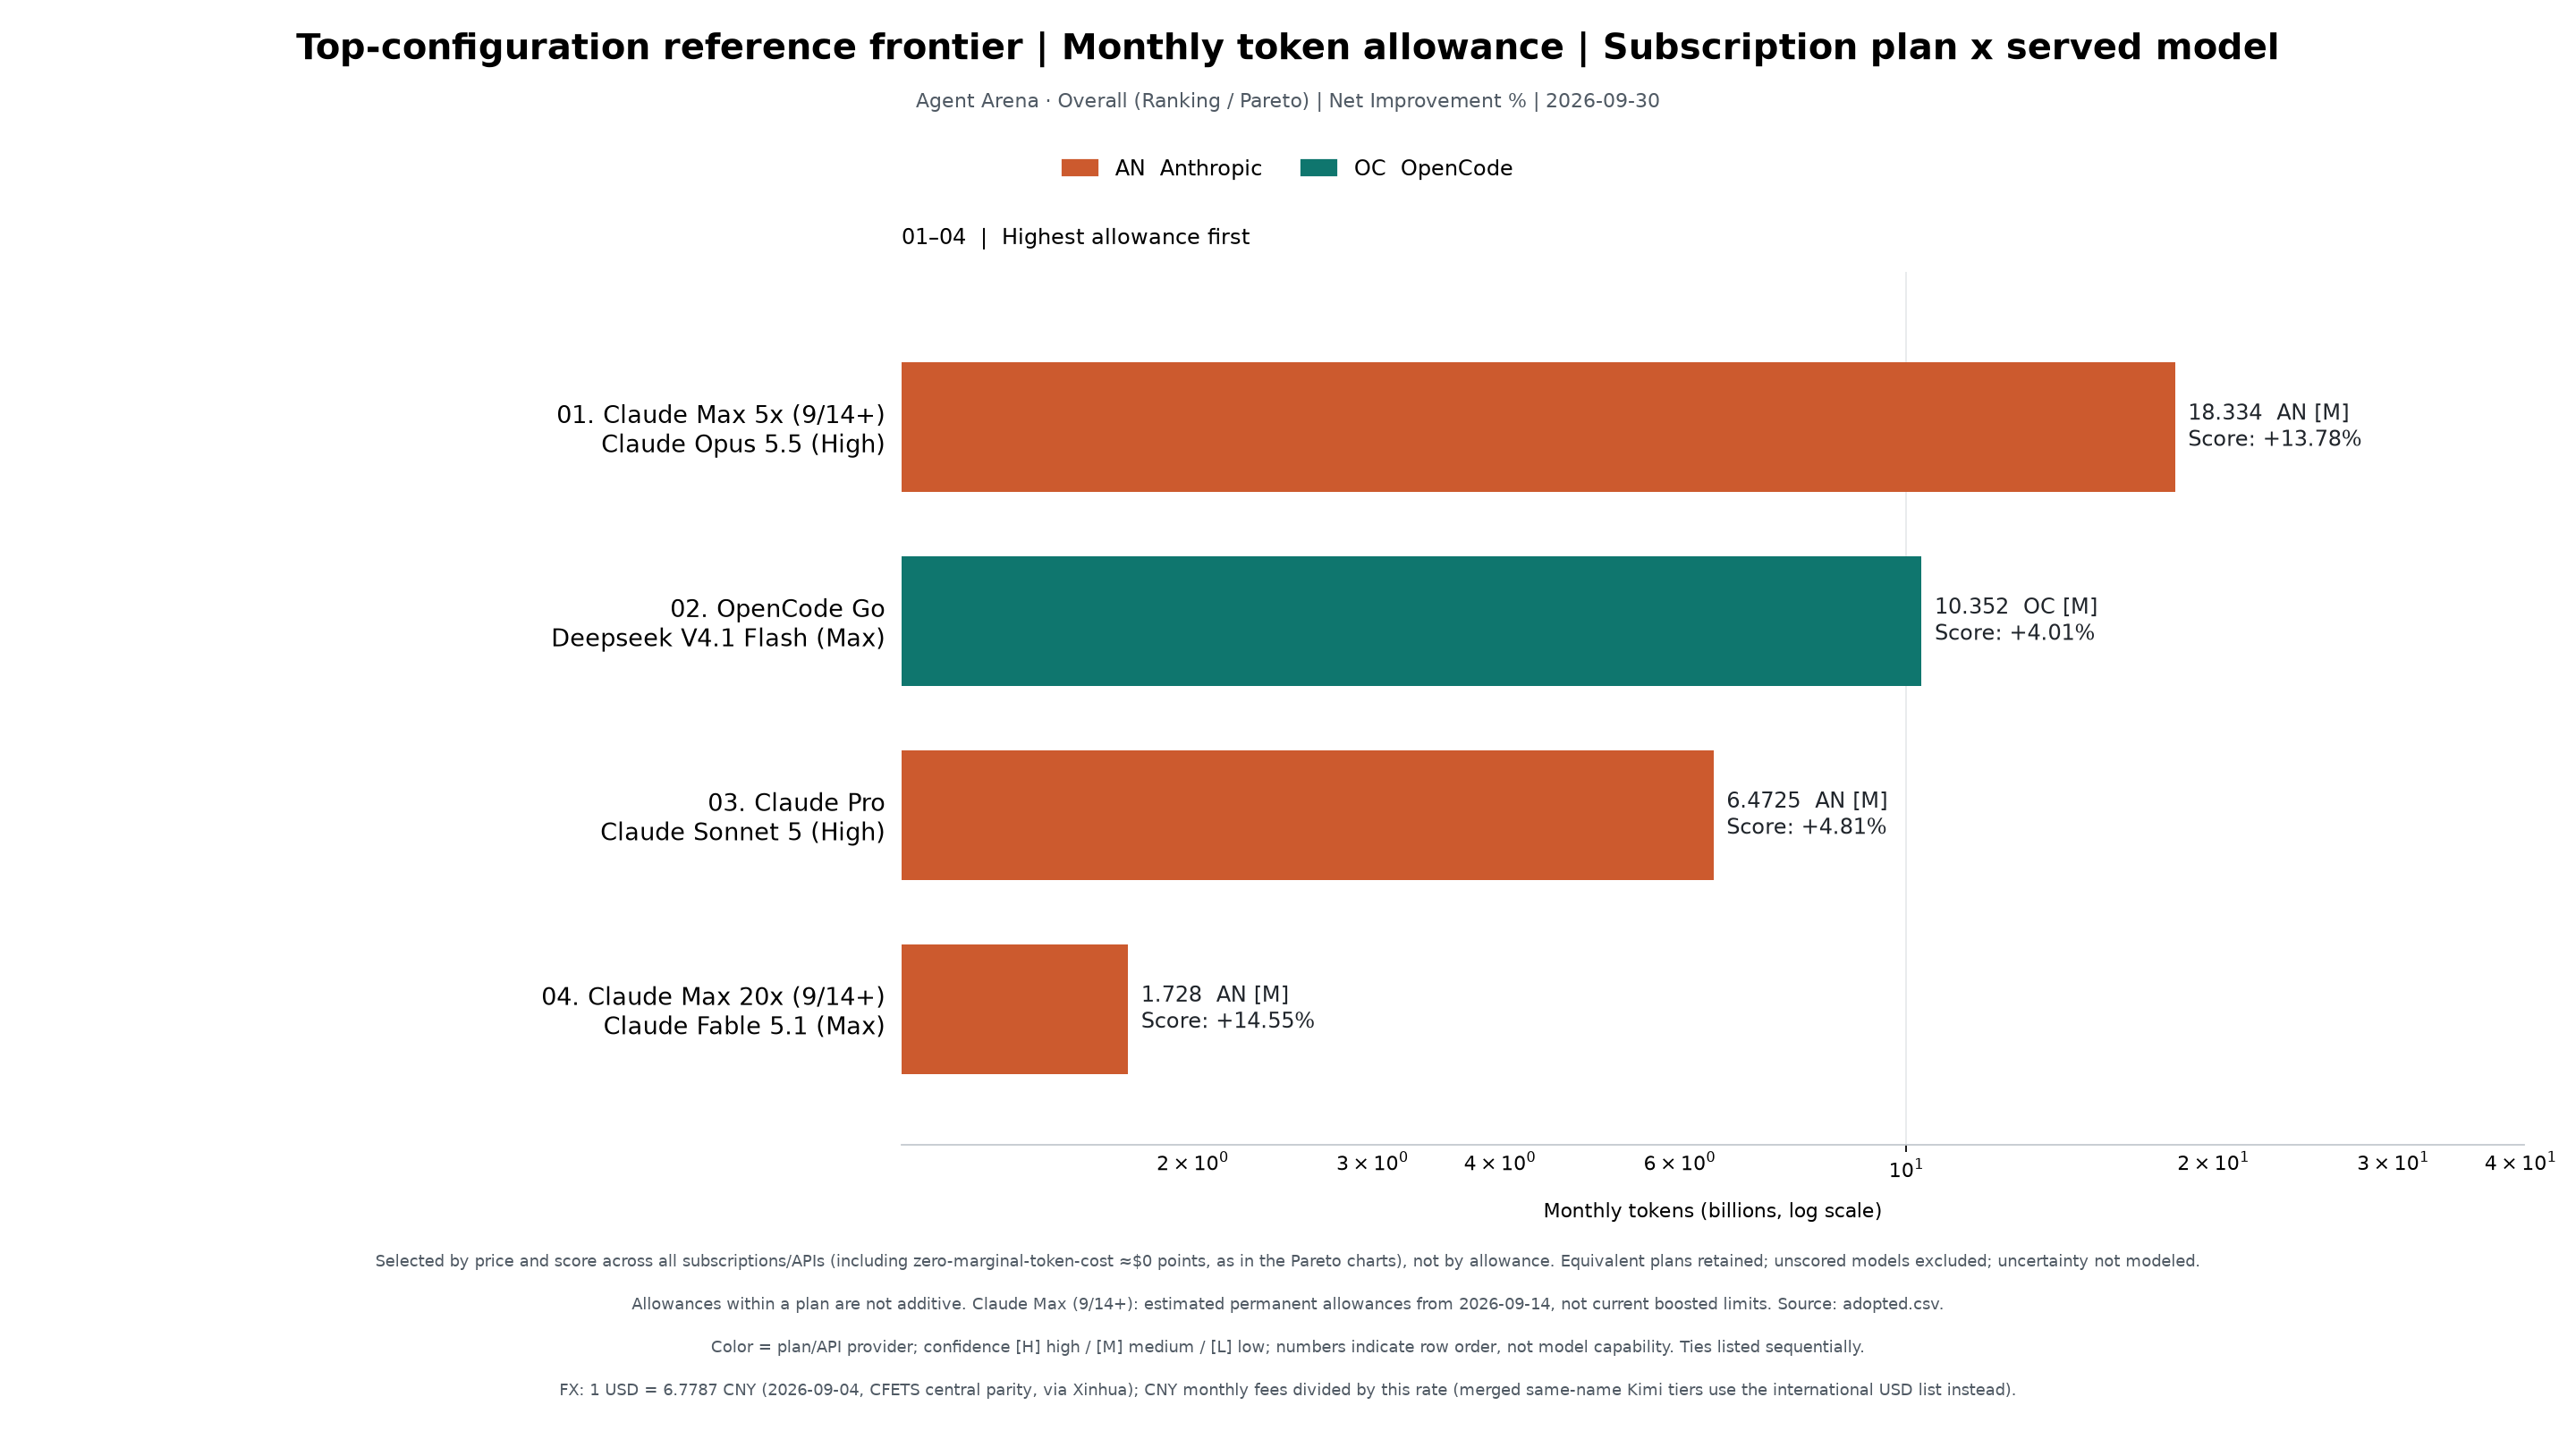 Top-configuration reference frontier | Monthly token allowance | Subscription plan x served model
Agent Arena · Overall (Ranking / Pareto) | Net Improvement % | 2026-09-30
AN  Anthropic
OC  OpenCode
01–04  |  Highest allowance first
01. Claude Max 5x (9/14+)
Claude Opus 5.5 (High)
18.334  AN [M]
Score: +13.78%
02. OpenCode Go
Deepseek V4.1 Flash (Max)
10.352  OC [M]
Score: +4.01%
03. Claude Pro
Claude Sonnet 5 (High)
6.4725  AN [M]
Score: +4.81%
04. Claude Max 20x (9/14+)
Claude Fable 5.1 (Max)
1.728  AN [M]
Score: +14.55%
2 × 10⁰ 3 × 10⁰ 4 × 10⁰ 6 × 10⁰ 10¹ 2 × 10¹ 3 × 10¹ 4 × 10¹
Monthly tokens (billions, log scale)
Selected by price and score across all subscriptions/APIs (including zero-marginal-token-cost ≈$0 points, as in the Pareto charts), not by allowance. Equivalent plans retained; unscored models excluded; uncertainty not modeled.
Allowances within a plan are not additive. Claude Max (9/14+): estimated permanent allowances from 2026-09-14, not current boosted limits. Source: adopted.csv.
Color = plan/API provider; confidence [H] high / [M] medium / [L] low; numbers indicate row order, not model capability. Ties listed sequentially.
FX: 1 USD = 6.7787 CNY (2026-09-04, CFETS central parity, via Xinhua); CNY monthly fees divided by this rate (merged same-name Kimi tiers use the international USD list instead).